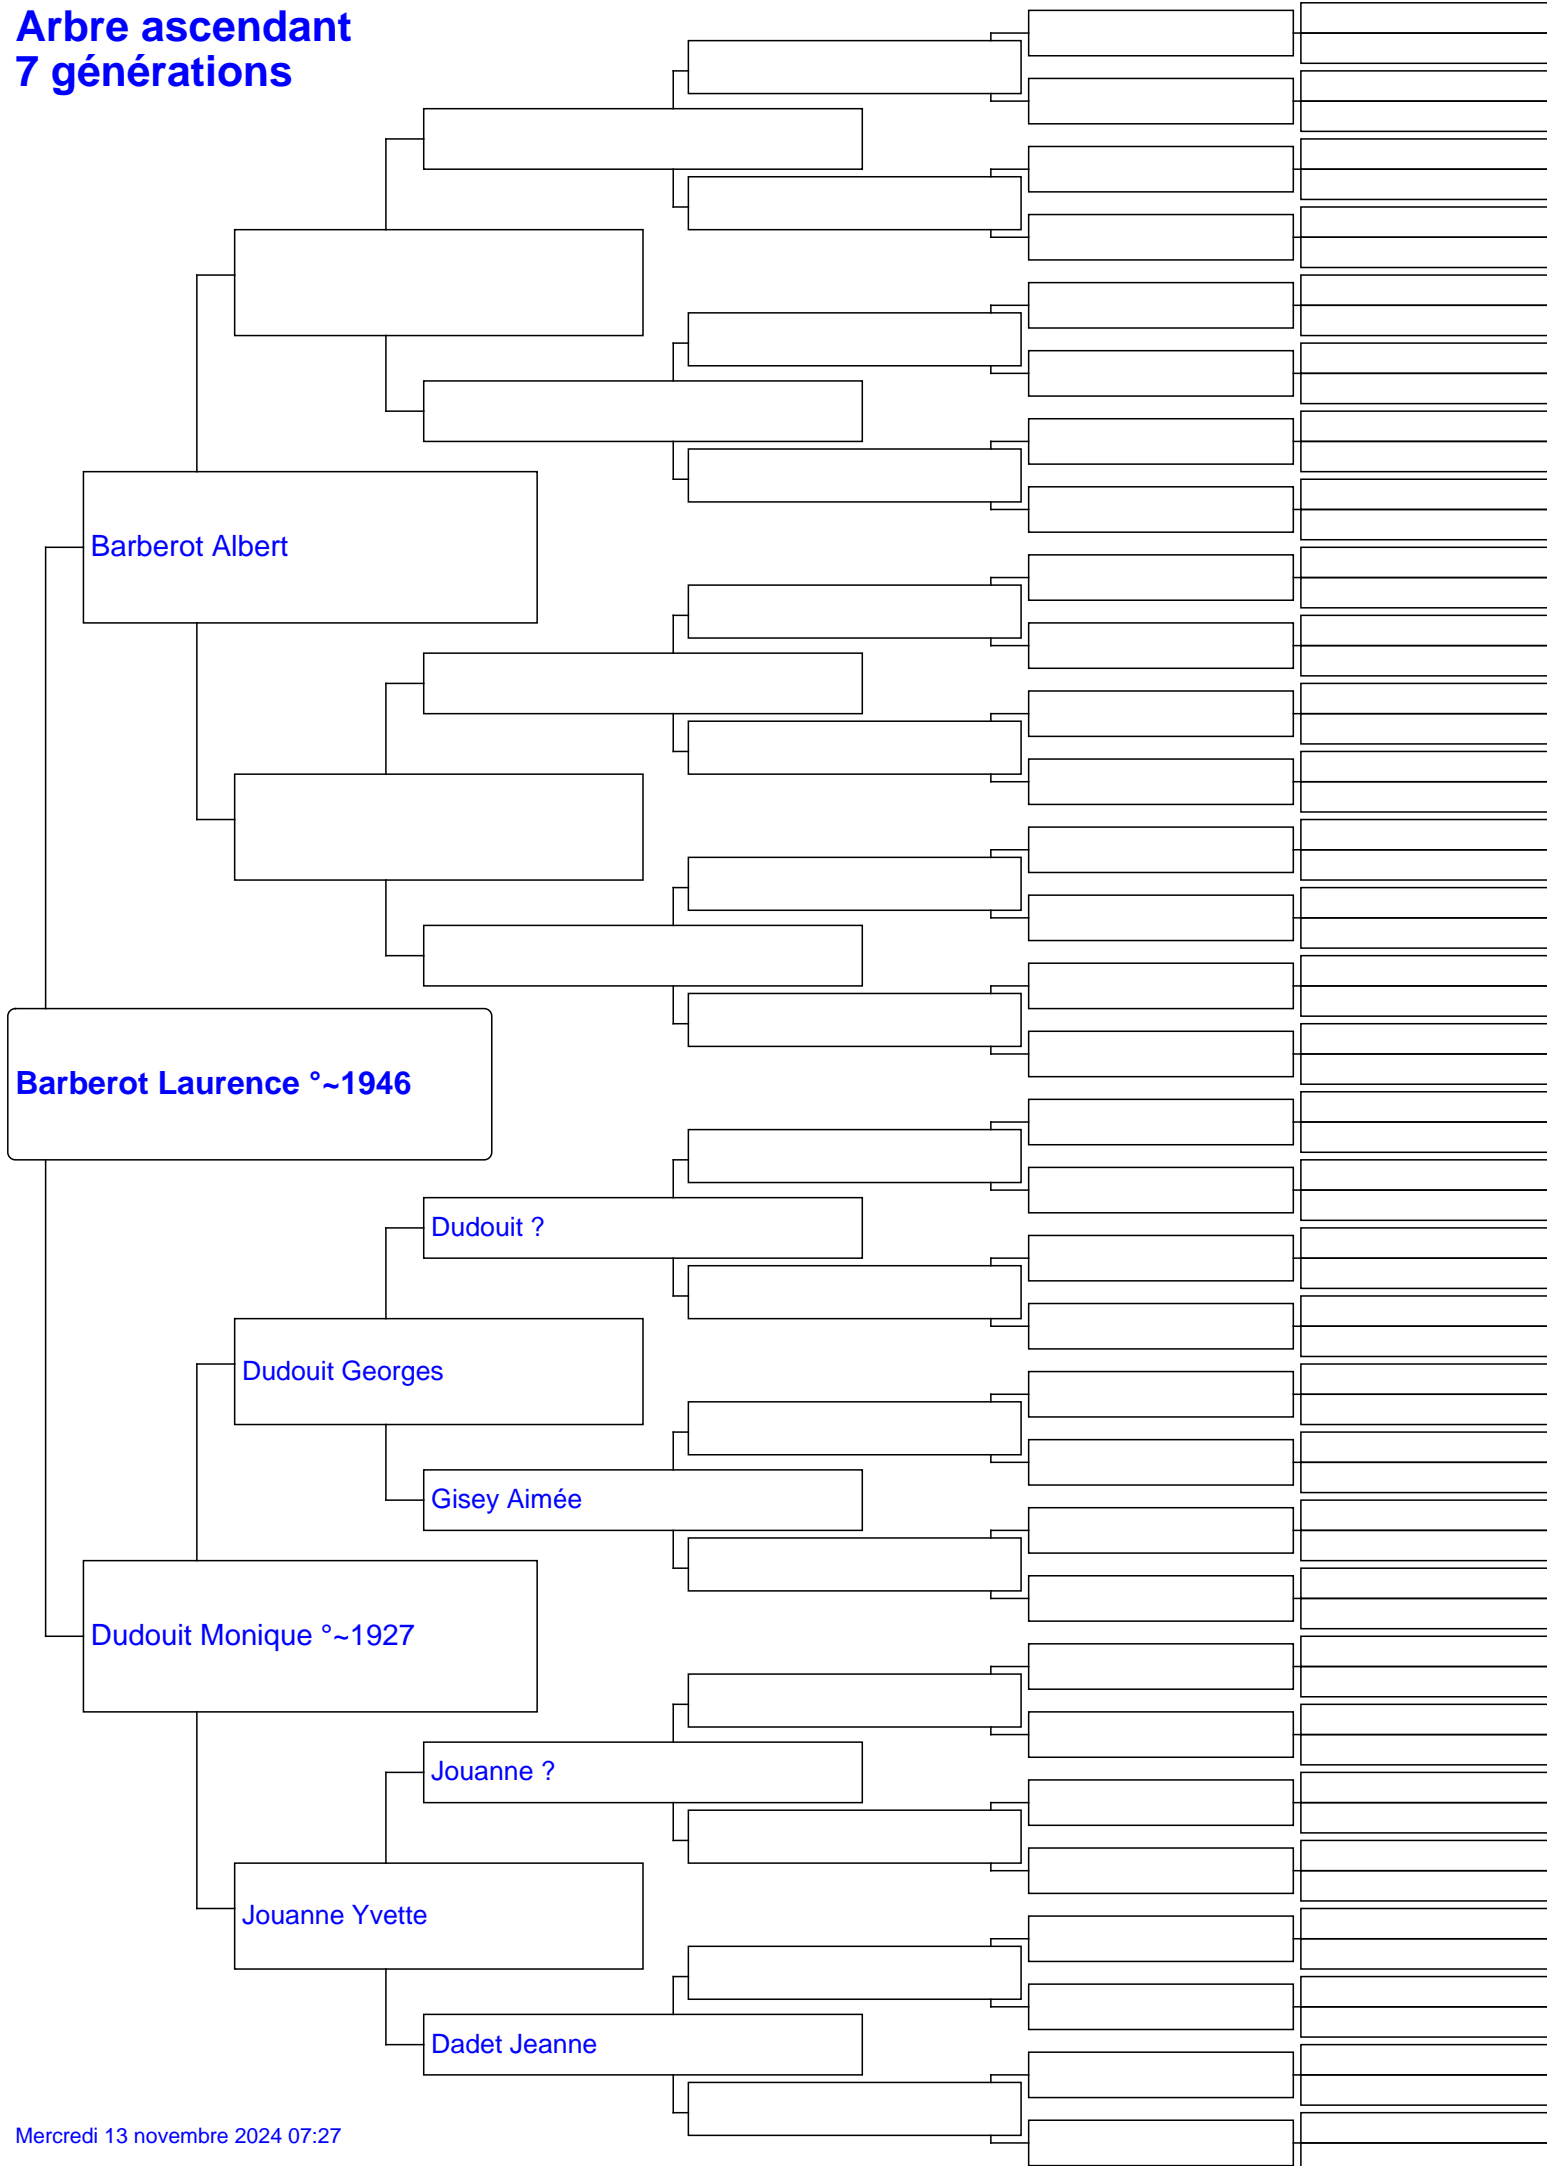 Arbre ascendant
7 générations
Barberot Albert
Barberot Laurence °~1946
Dudouit ?
Dudouit Georges
Gisey Aimée
Dudouit Monique °~1927
Jouanne ?
Jouanne Yvette
Dadet Jeanne
Mercredi 13 novembre 2024 07:27